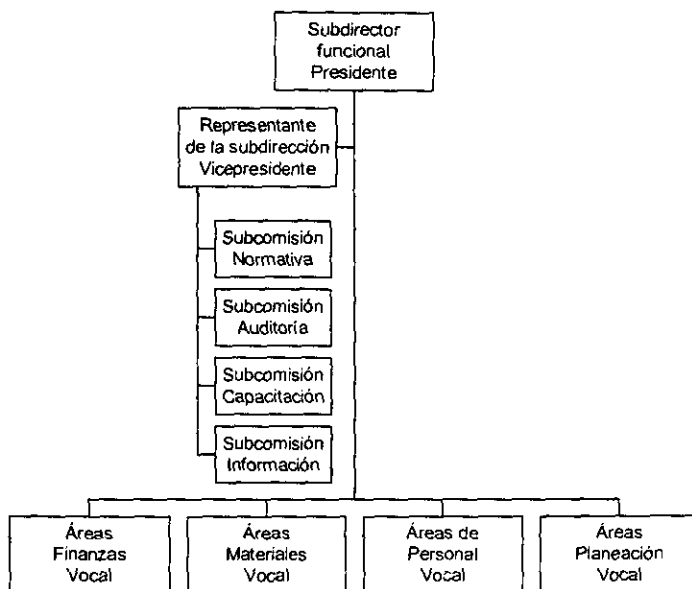 Subdirector
funcional
Presidente
Representante
de la subdirección
Vicepresidente
Subcomisión
Normativa
Subcomisión
Auditoría
Subcomisión
Capacitación
Subcomisión
Información
Áreas
Finanzas
Vocal
Áreas
Materiales
Vocal
Áreas de
Personal
Vocal
Áreas
Planeación
Vocal